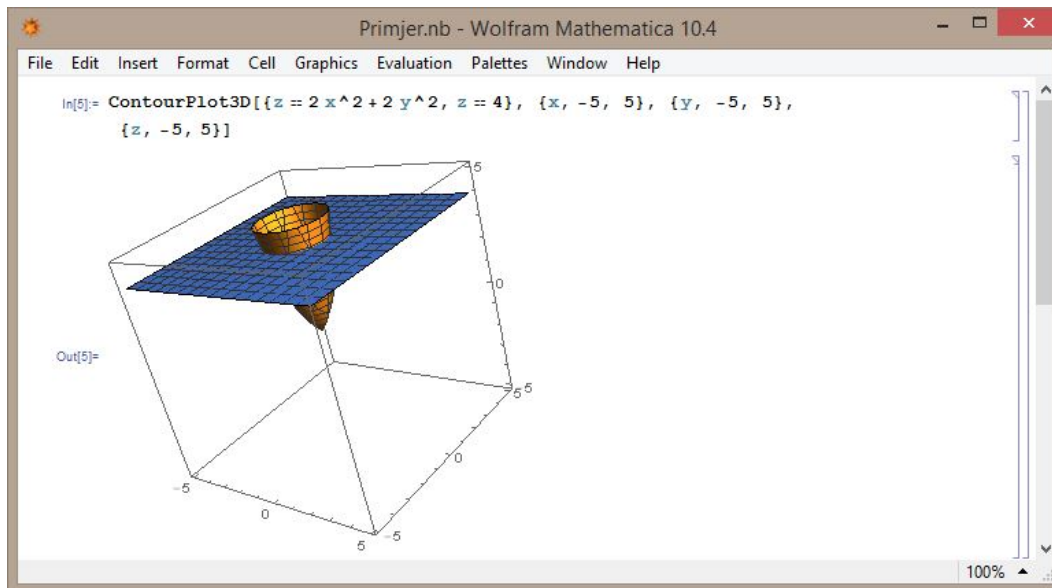 Primjer.nb - Wolfram Mathematica 10.4
File Edit Insert Format Cell Graphics Evaluation Palettes Window Help
In[5]:= ContourPlot3D[{z == 2 x^2 + 2 y^2, z == 4}, {x, -5, 5}, {y, -5, 5},
{z, -5, 5}]
5
0
-5
5
Out[5]=
0
-5
0
-5
5
100%